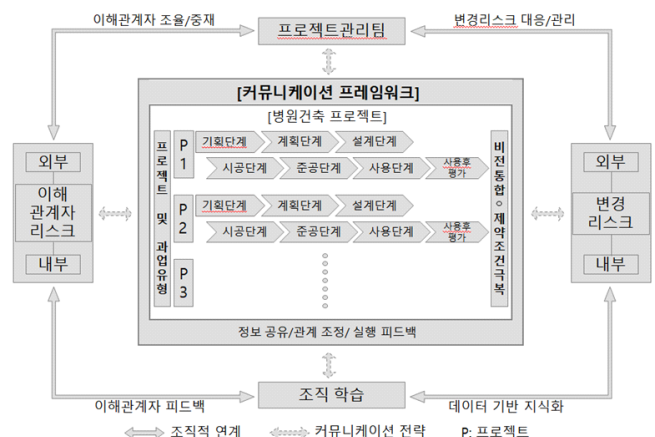 이해관계자 조율/중재
프로젝트관리팀
변경리스크 대응/관리
[커뮤니케이션 프레임워크]
[병원건축 프로젝트]
프로젝트 및 과업유형
P1
기획단계
계획단계
설계단계
시공단계
준공단계
사용단계
사용후
평가
P2
기획단계
계획단계
설계단계
시공단계
준공단계
사용단계
사용후
평가
P3
비전통합 ○ 제약조건극복
외부
이해
관계자
리스크
내부
외부
변경
리스크
내부
정보 공유/관계 조정/ 실행 피드백
조직 학습
이해관계자 피드백
데이터 기반 지식화
조직적 연계
커뮤니케이션 전략
P: 프로젝트